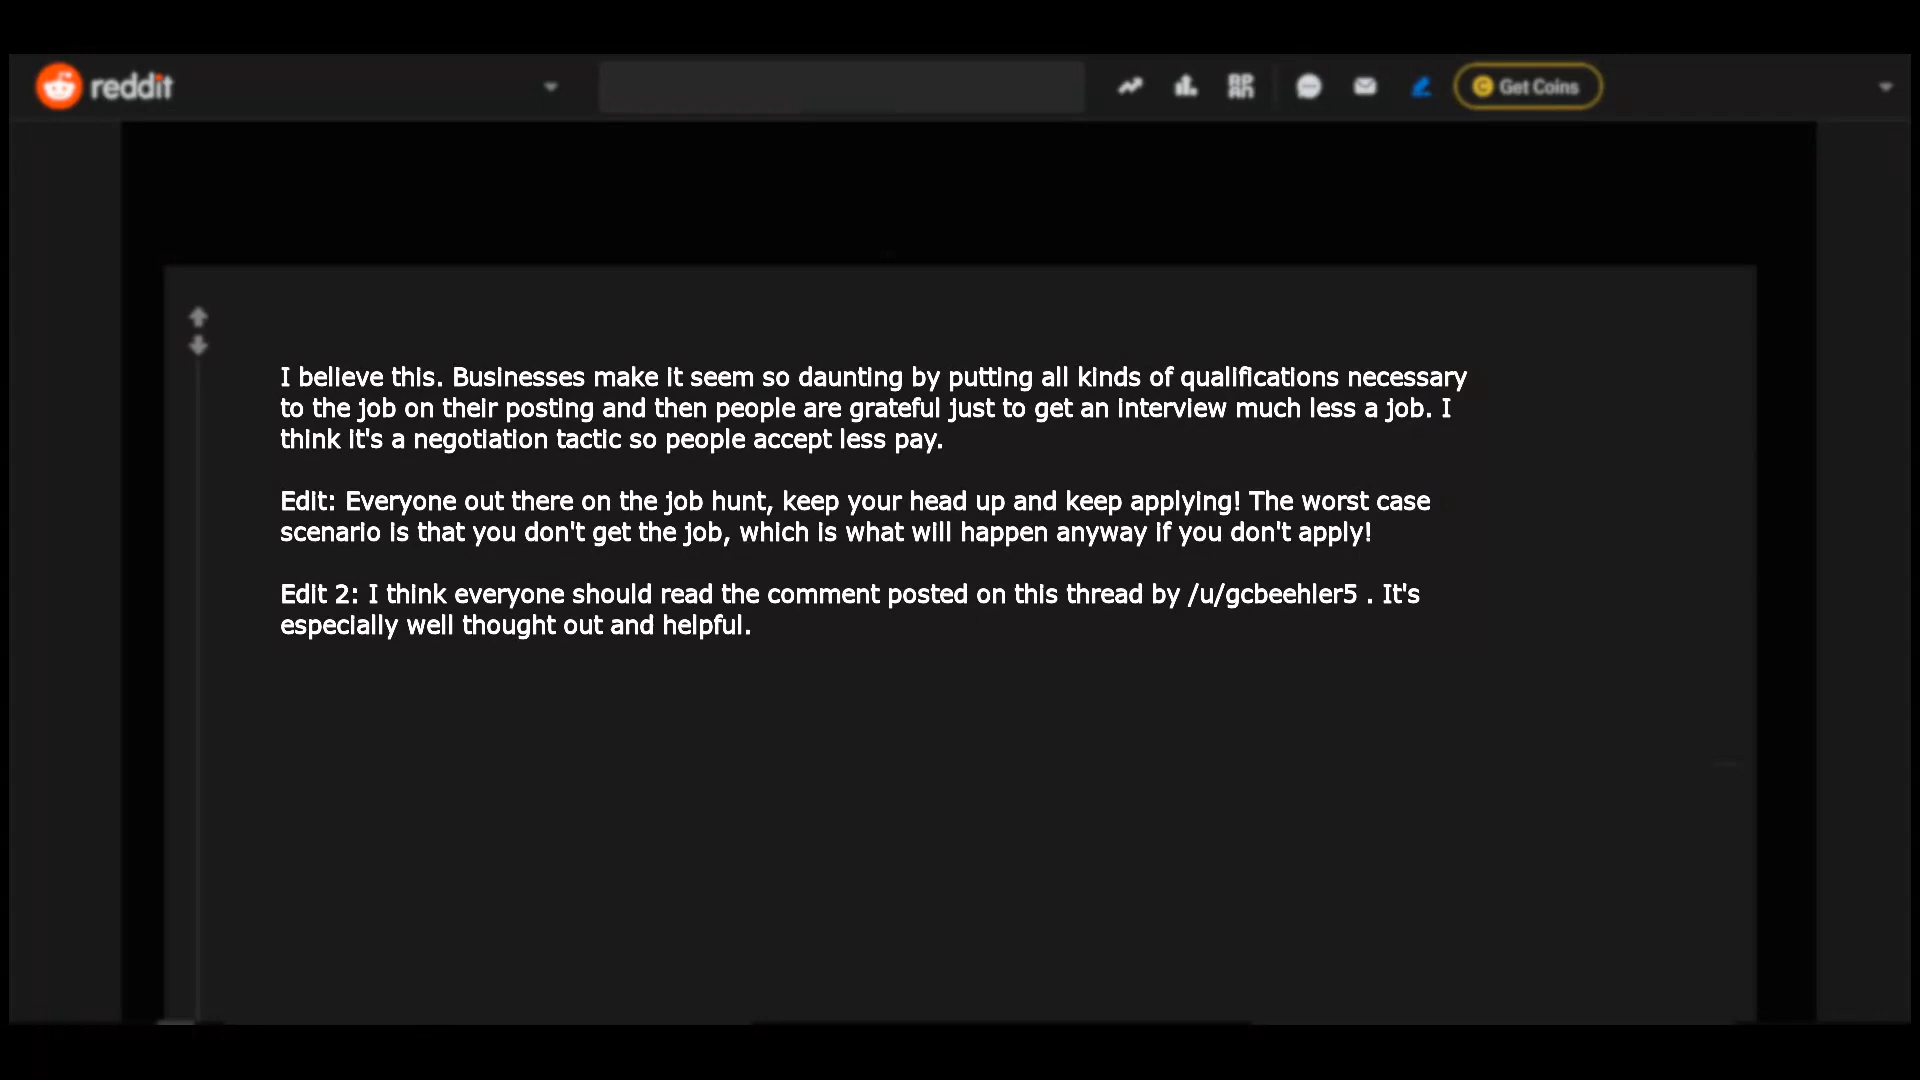 reddit
RPAN
Get Coins
I believe this. Businesses make it seem so daunting by putting all kinds of qualifications necessary
to the job on their posting and then people are grateful just to get an interview much less a job. I
think it's a negotiation tactic so people accept less pay.
Edit: Everyone out there on the job hunt, keep your head up and keep applying! The worst case
scenario is that you don't get the job, which is what will happen anyway if you don't apply!
Edit 2: I think everyone should read the comment posted on this thread by /u/gcbeehler5 . It's
especially well thought out and helpful.